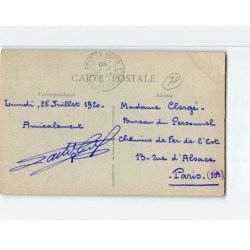 CARTE POSTALE
Correspondance
Adresse
Lundi, 26 Juillet 1920.
Amicalement
Madame Clergé.
Bureau du Personnel
Chemins de Fer de l'Est
13 - rue d'Alsace
Paris. (10e)